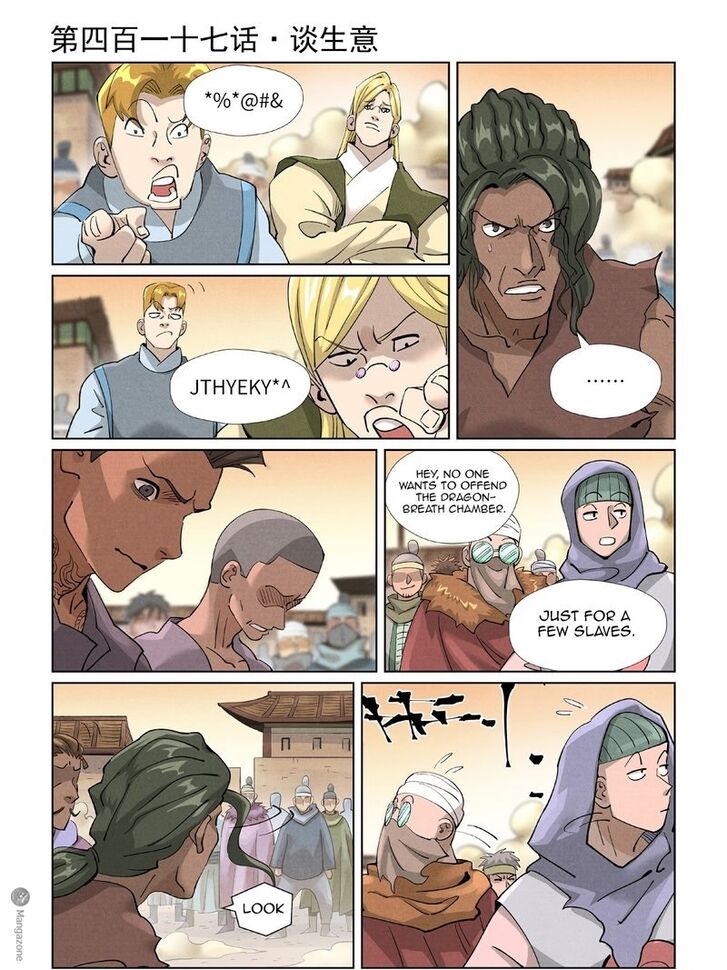 第四百一十七话·谈生意
*%*@#&
......
JTHYEKY*^
HEY, NO ONE
WANTS TO OFFEND
THE DRAGON-
BREATH CHAMBER.
JUST FOR A
FEW SLAVES.
LOOK
Mangazone